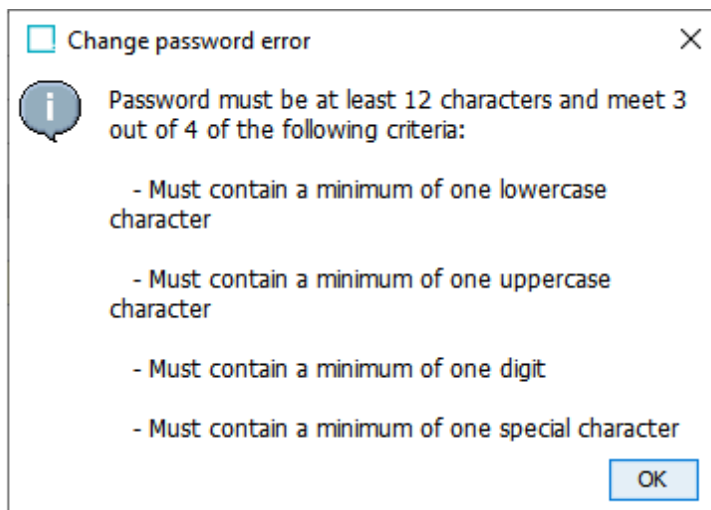 Change password error
Password must be at least 12 characters and meet 3
out of 4 of the following criteria:
- Must contain a minimum of one lowercase
character
- Must contain a minimum of one uppercase
character
- Must contain a minimum of one digit
- Must contain a minimum of one special character
OK